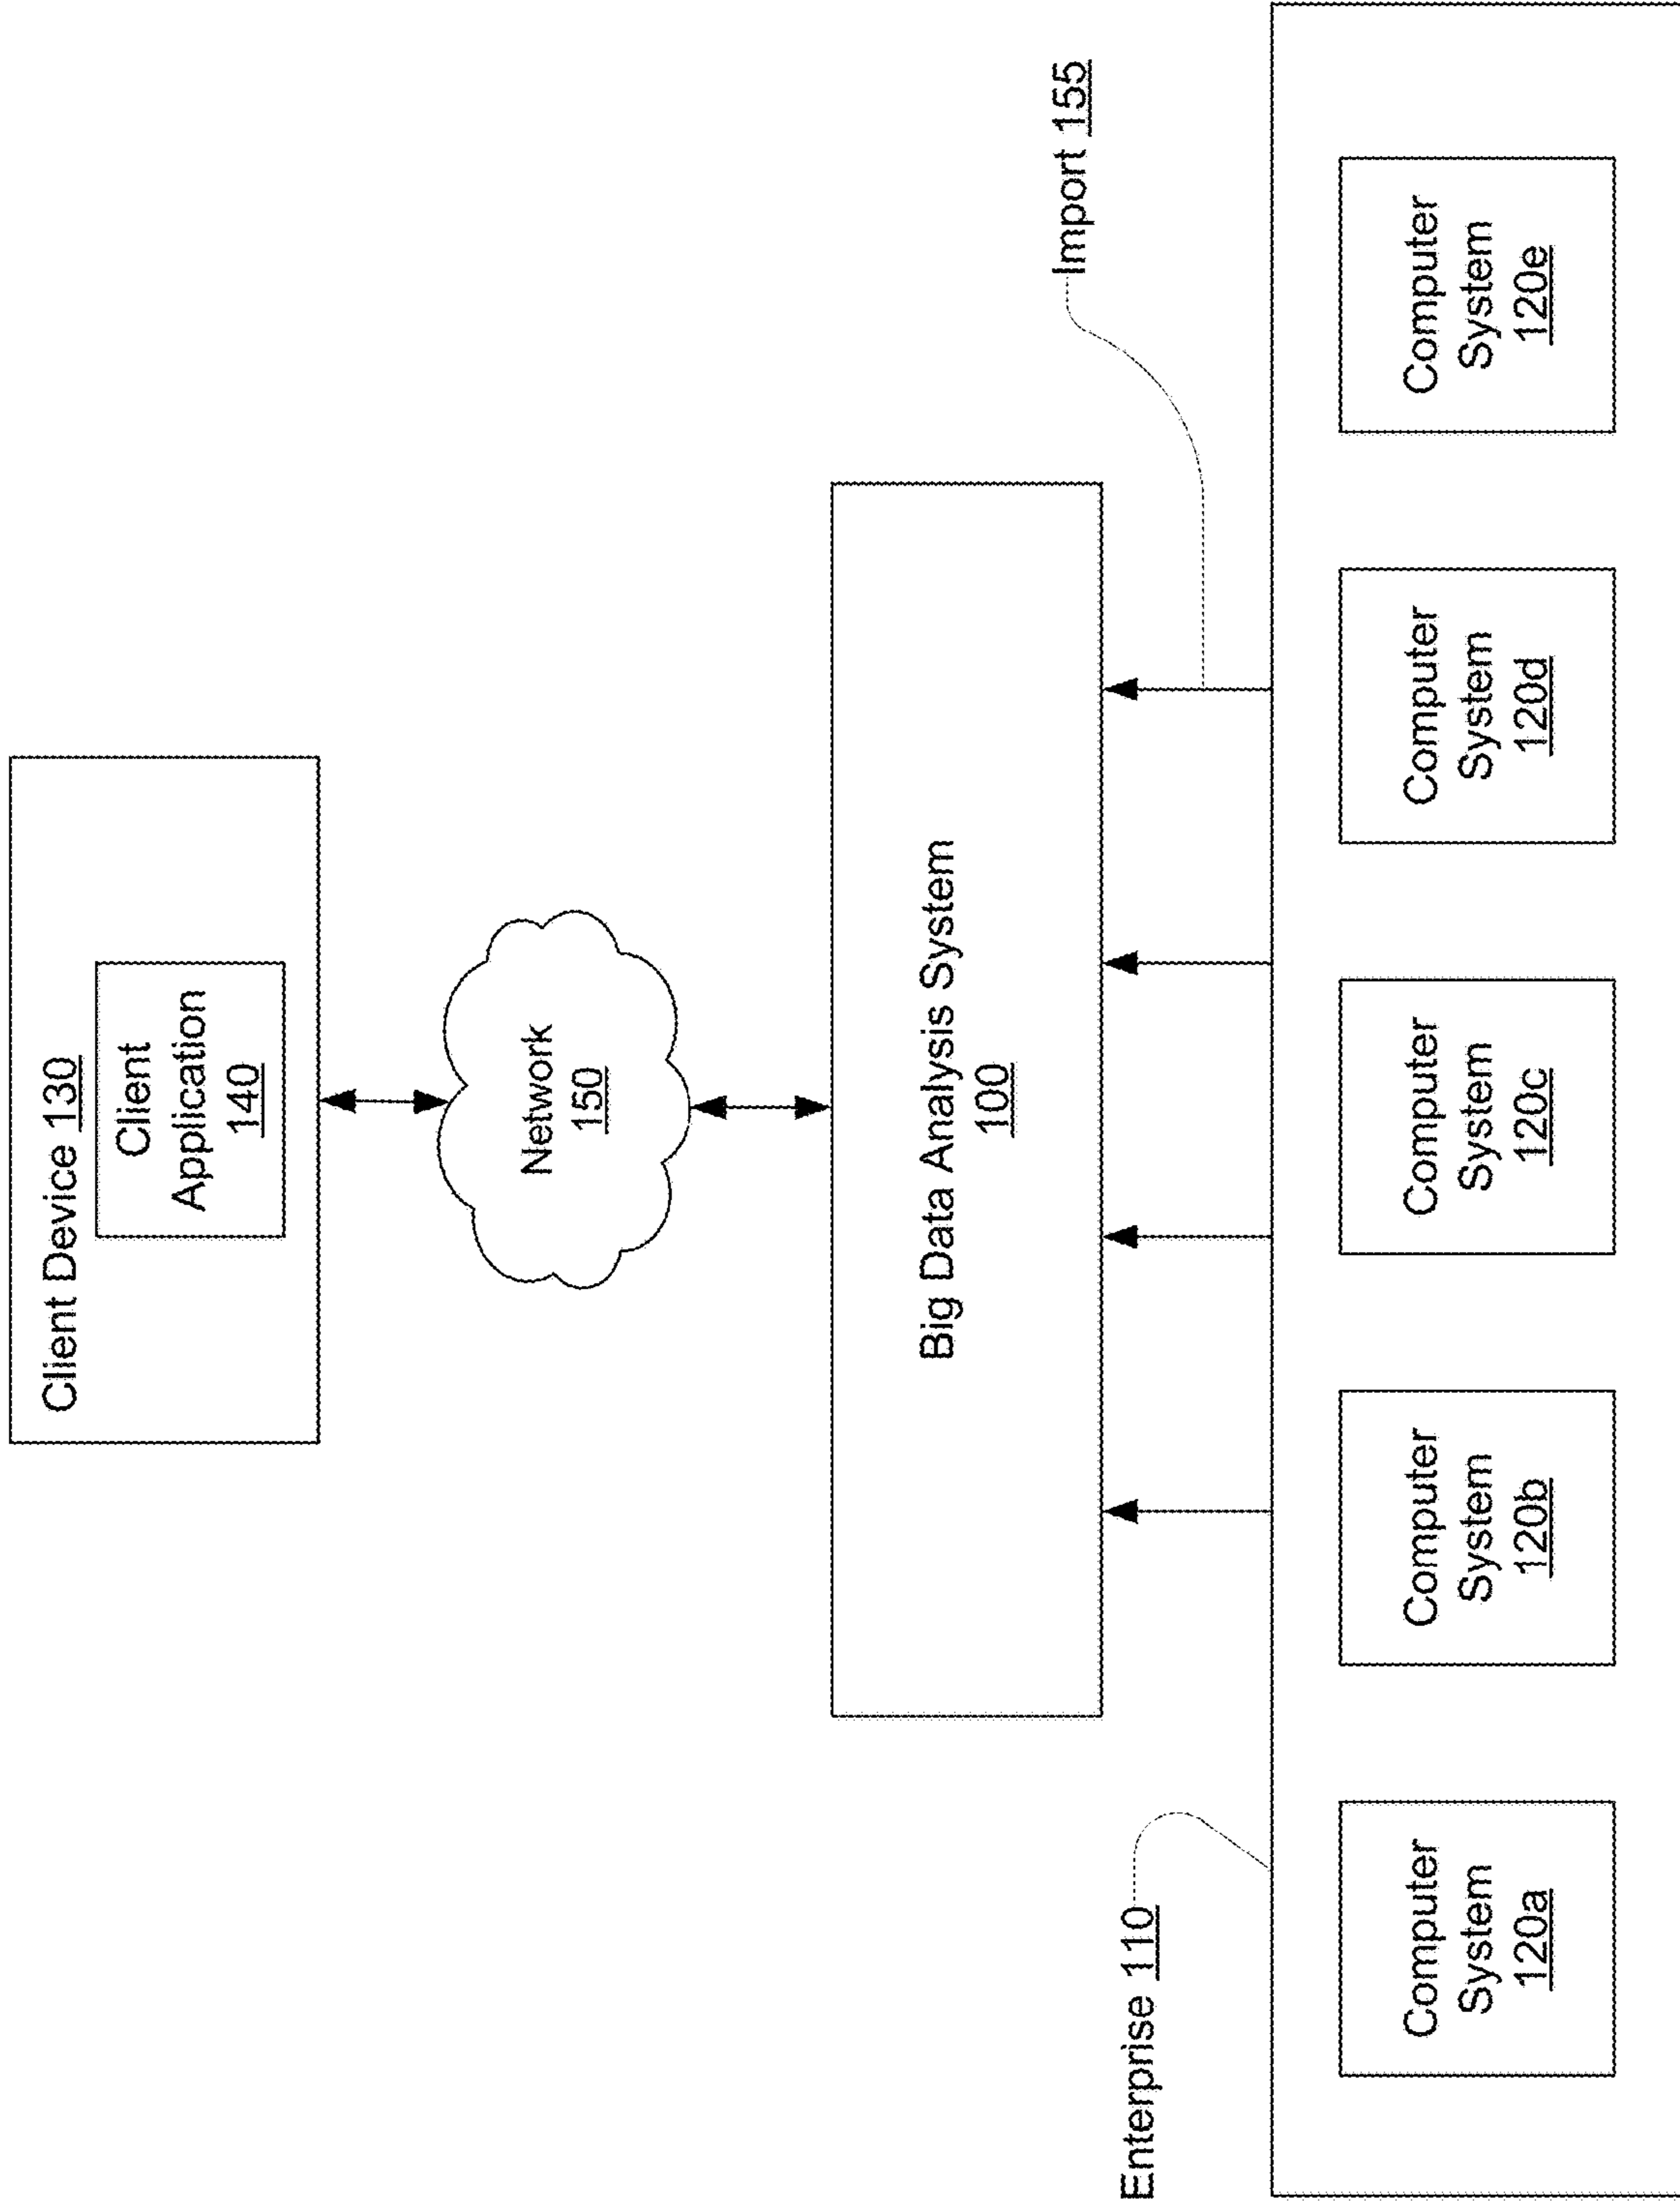 Client Device 130
Client
Application
140
Network
150
Big Data Analysis System
100
Import 155
Enterprise 110
Computer
System
120a
Computer
System
120b
Computer
System
120c
Computer
System
120d
Computer
System
120e